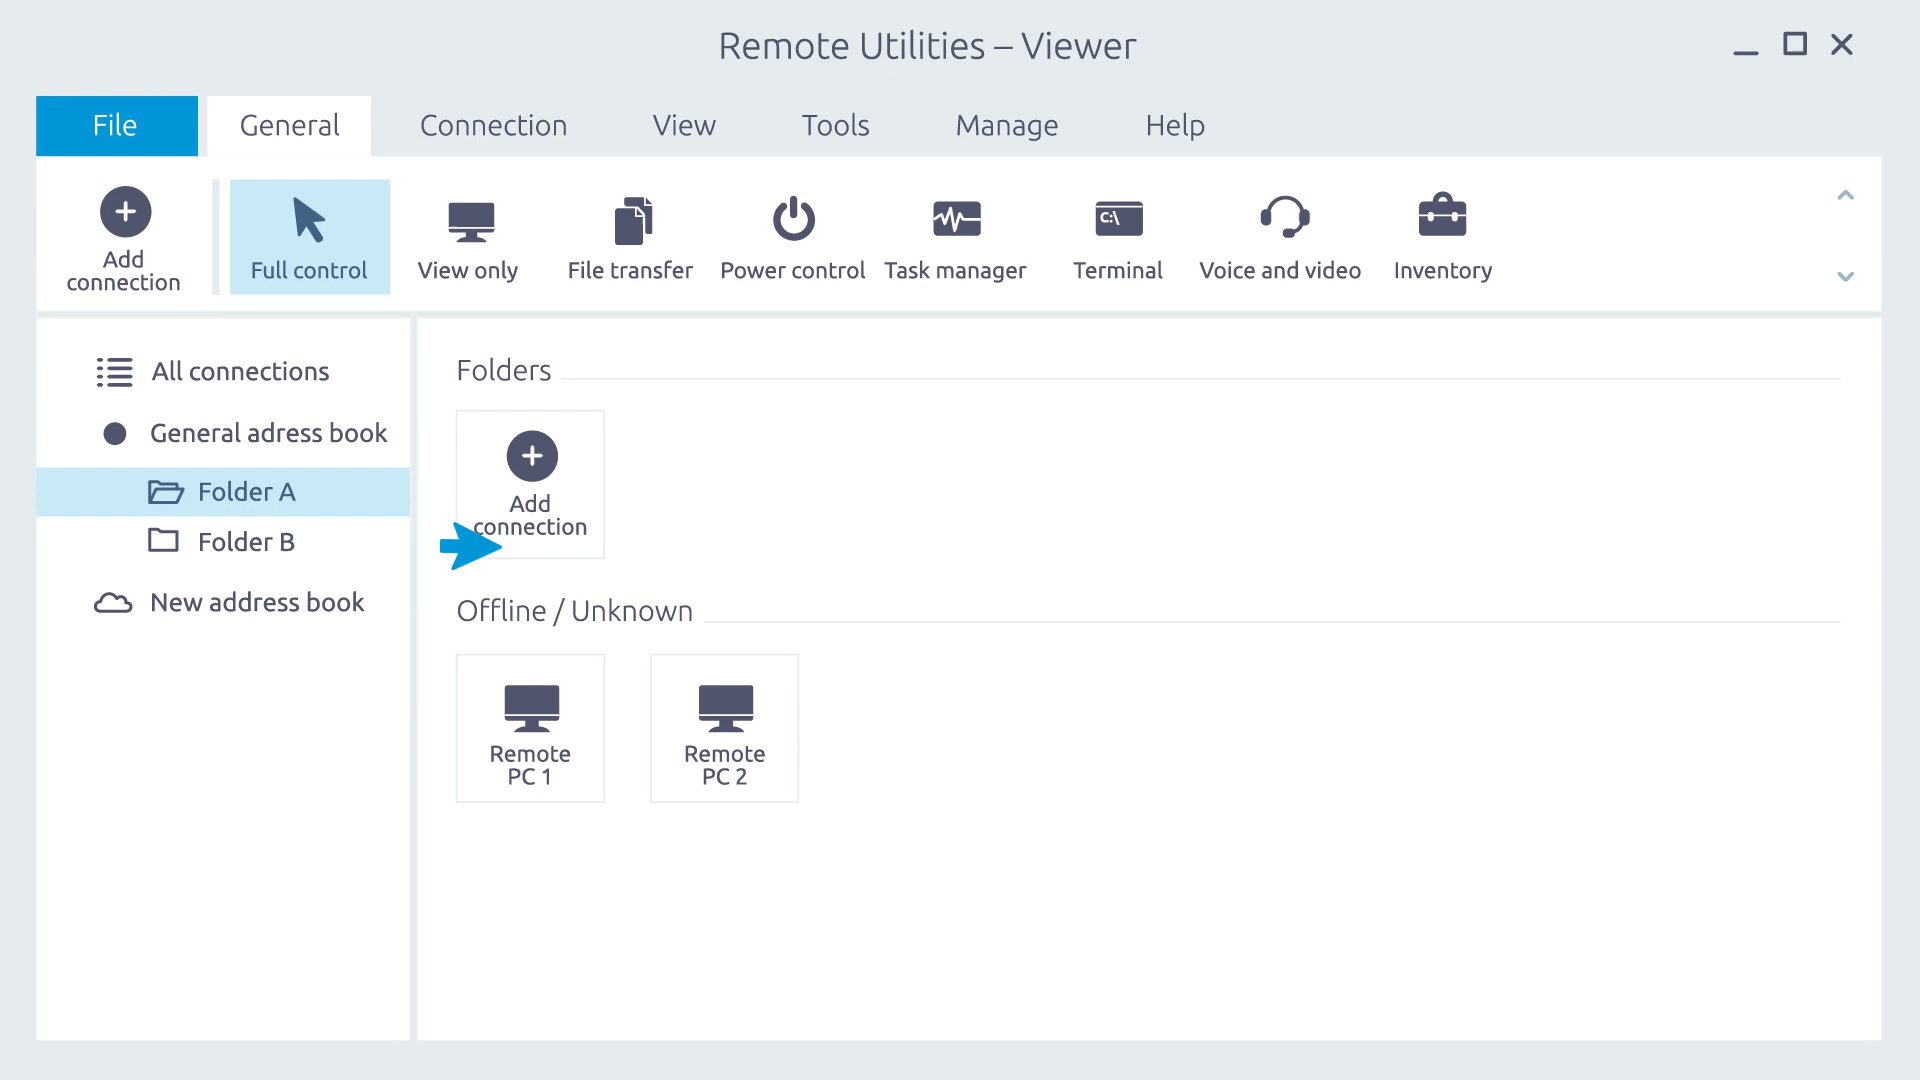 Remote Utilities – Viewer
File General Connection View Tools Manage Help
Add
connection
Full control
View only
File transfer
Power control
Task manager
C:\
Terminal
Voice and video
Inventory
All connections
General adress book
Folder A
Folder B
New address book
Folders
Add
connection
Offline / Unknown
Remote
PC 1
Remote
PC 2